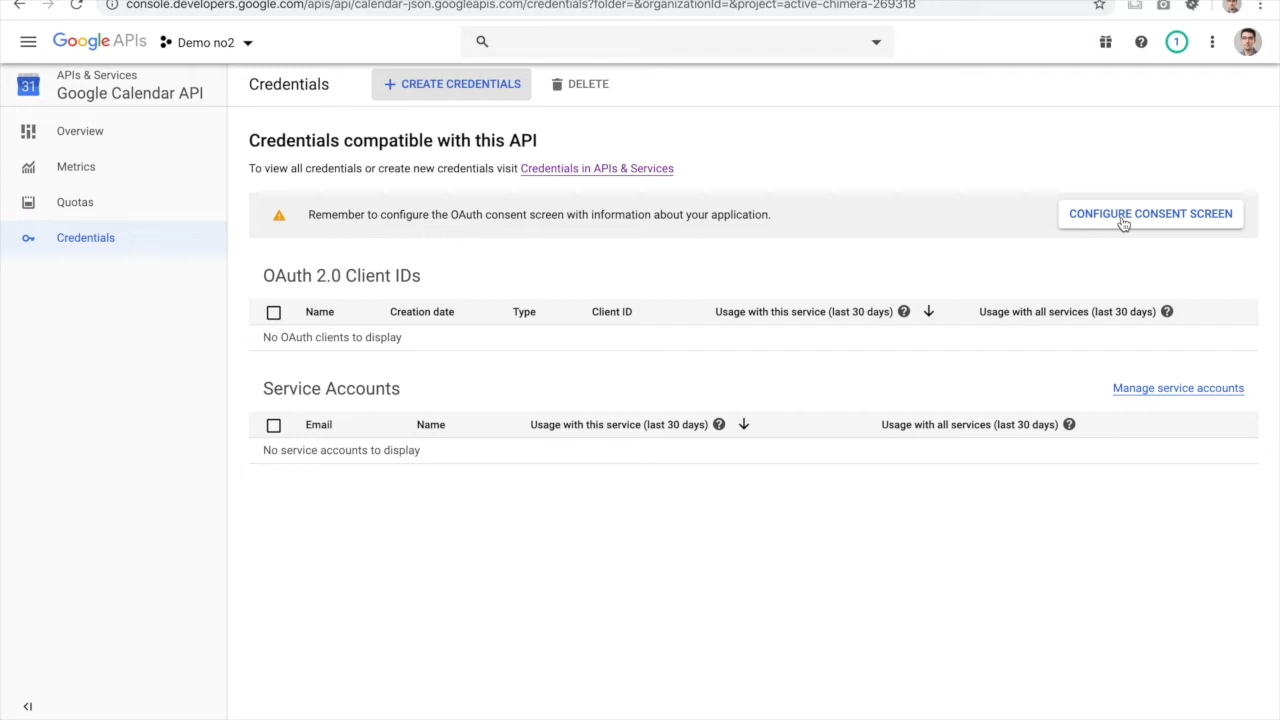 console.developers.google.com/apis/api/calendar-json.googleapis.com/credentials?folder=&organizationId=&project=active-chimera-269318
Google APIs
Demo no2
1
31
APIs & Services
Google Calendar API
Credentials
+ CREATE CREDENTIALS
DELETE
Overview
Metrics
Quotas
Credentials
Credentials compatible with this API
To view all credentials or create new credentials visit Credentials in APIs & Services
Remember to configure the OAuth consent screen with information about your application.
CONFIGURE CONSENT SCREEN
OAuth 2.0 Client IDs
Name Creation date Type Client ID Usage with this service (last 30 days) Usage with all services (last 30 days)
No OAuth clients to display
Service Accounts
Manage service accounts
Email Name Usage with this service (last 30 days) Usage with all services (last 30 days)
No service accounts to display